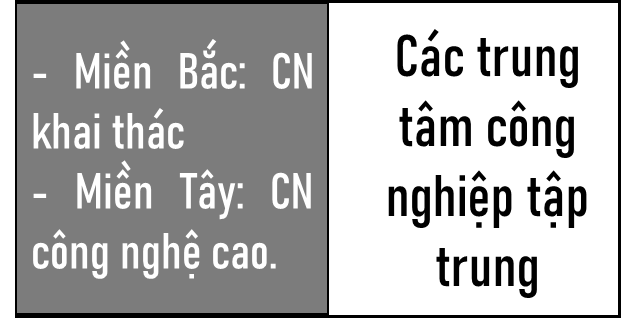 - Miền Bắc: CN
khai thác
- Miền Tây: CN
công nghệ cao.
Các trung
tâm công
nghiệp tập
trung